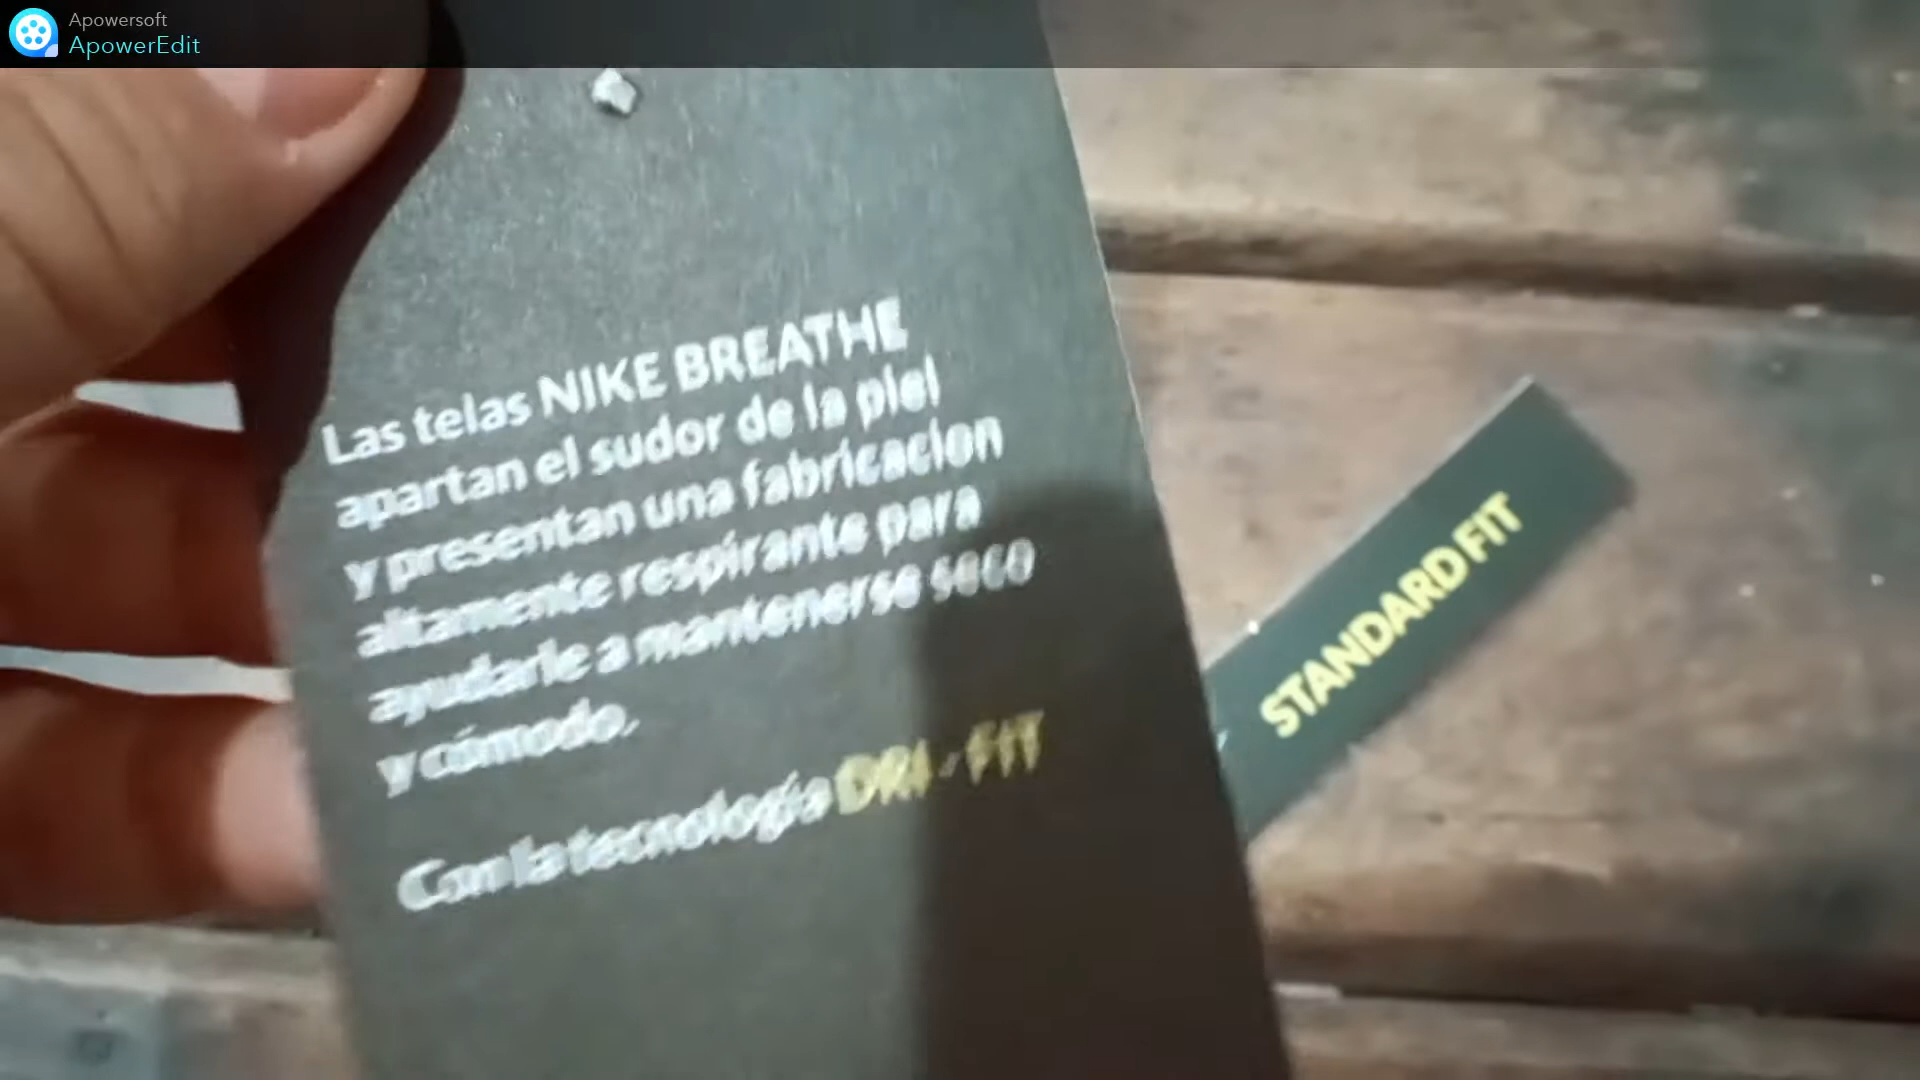 Apowersoft
ApowerEdit
Las telas NIKE BREATHE
apartan el sudor de la piel
y presentan una fabricacion
altamente respirante para
ayudarle a mantenerse seco
y cómodo.
Con la tecnología DRI - FIT
STANDARD FIT